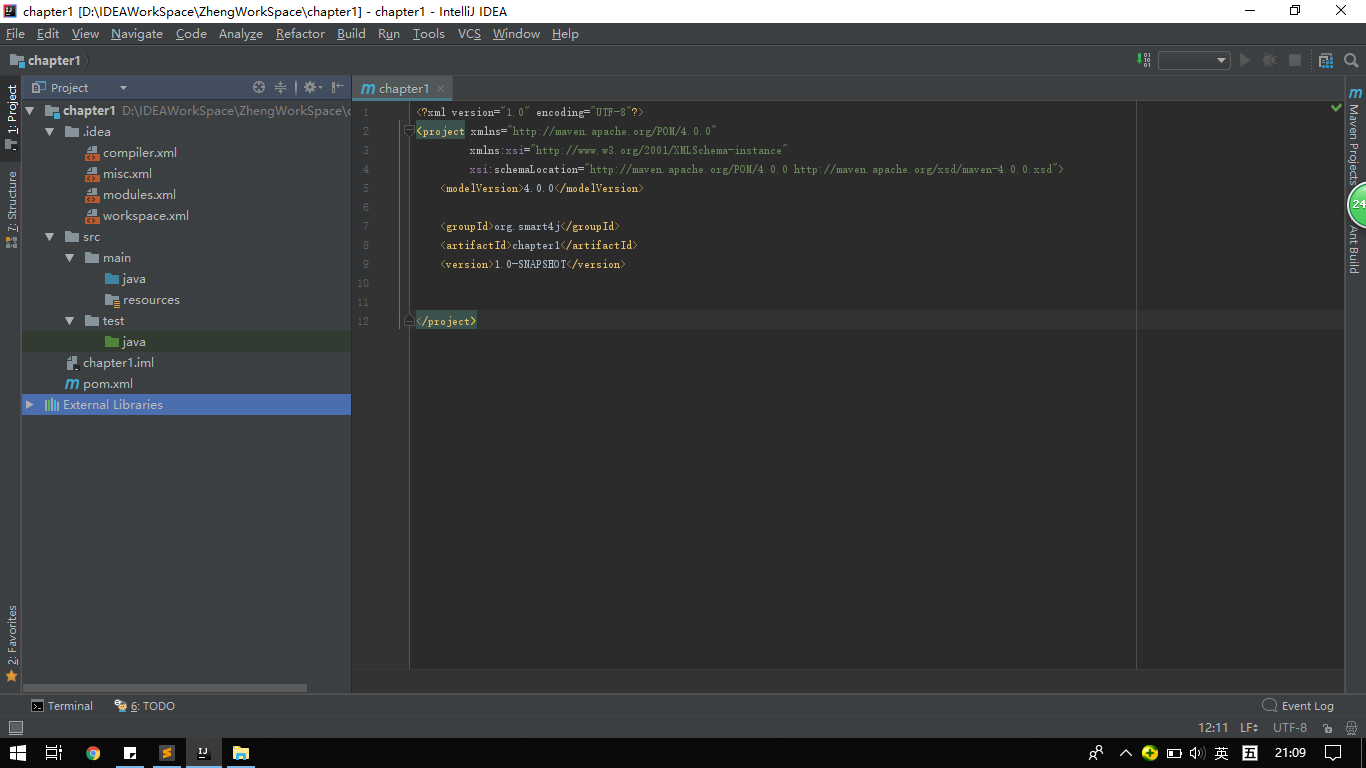 chapter1 [D:\IDEAWorkSpace\ZhengWorkSpace\chapter1] - chapter1 - IntelliJ IDEA
File Edit View Navigate Code Analyze Refactor Build Run Tools VCS Window Help
chapter1
1: Project
Z: Structure
2: Favorites
Project
chapter1 D:\IDEAWorkSpace\ZhengWorkSpace\c
.idea
compiler.xml
misc.xml
modules.xml
workspace.xml
src
main
java
resources
test
java
chapter1.iml
m pom.xml
External Libraries
m chapter1
1 <?xml version="1.0" encoding="UTF-8"?>
2 <project xmlns="http://maven.apache.org/POM/4.0.0"
3 xmlns:xsi="http://www.w3.org/2001/XMLSchema-instance"
4 xsi:schemaLocation="http://maven.apache.org/POM/4.0.0 http://maven.apache.org/xsd/maven-4.0.0.xsd">
5 <modelVersion>4.0.0</modelVersion>
6
7 <groupId>org.smart4j</groupId>
8 <artifactId>chapter1</artifactId>
9 <version>1.0-SNAPSHOT</version>
10
11
12 </project>
m Maven Projects
24
Ant Build
Terminal
6: TODO
Event Log
12:11 LF UTF-8
英 五 21:09